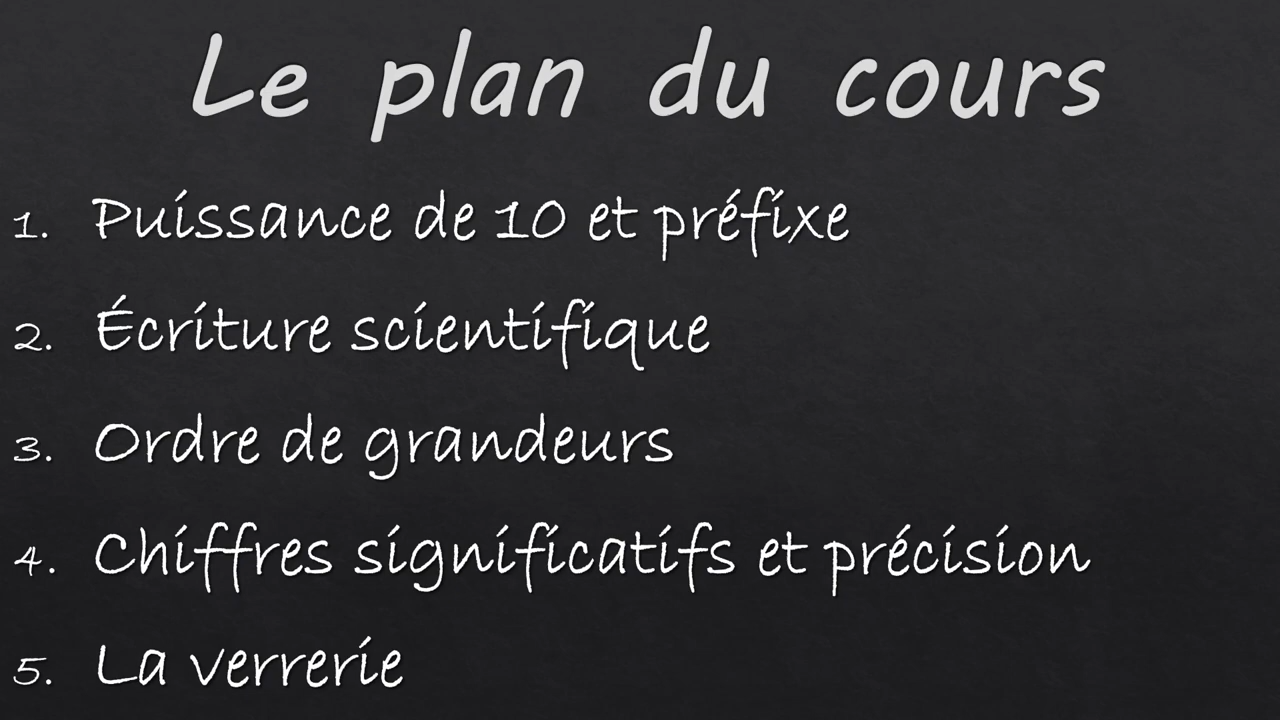 Le plan du cours
1. Puissance de 10 et préfixe
2. Écriture scientifique
3. Ordre de grandeurs
4. Chiffres significatifs et précision
5. La verrerie